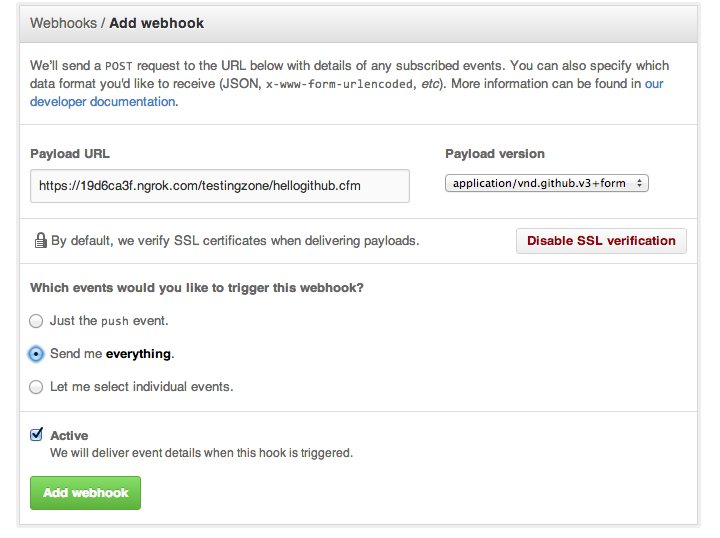 Webhooks / Add webhook
We'll send a POST request to the URL below with details of any subscribed events. You can also specify which
data format you'd like to receive (JSON, x-www-form-urlencoded, etc). More information can be found in our
developer documentation.
Payload URL
Payload version
https://19d6ca3f.ngrok.com/testingzone/hellogithub.cfm
application/vnd.github.v3+form
By default, we verify SSL certificates when delivering payloads.
Disable SSL verification
Which events would you like to trigger this webhook?
Just the push event.
Send me everything.
Let me select individual events.
Active
We will deliver event details when this hook is triggered.
Add webhook